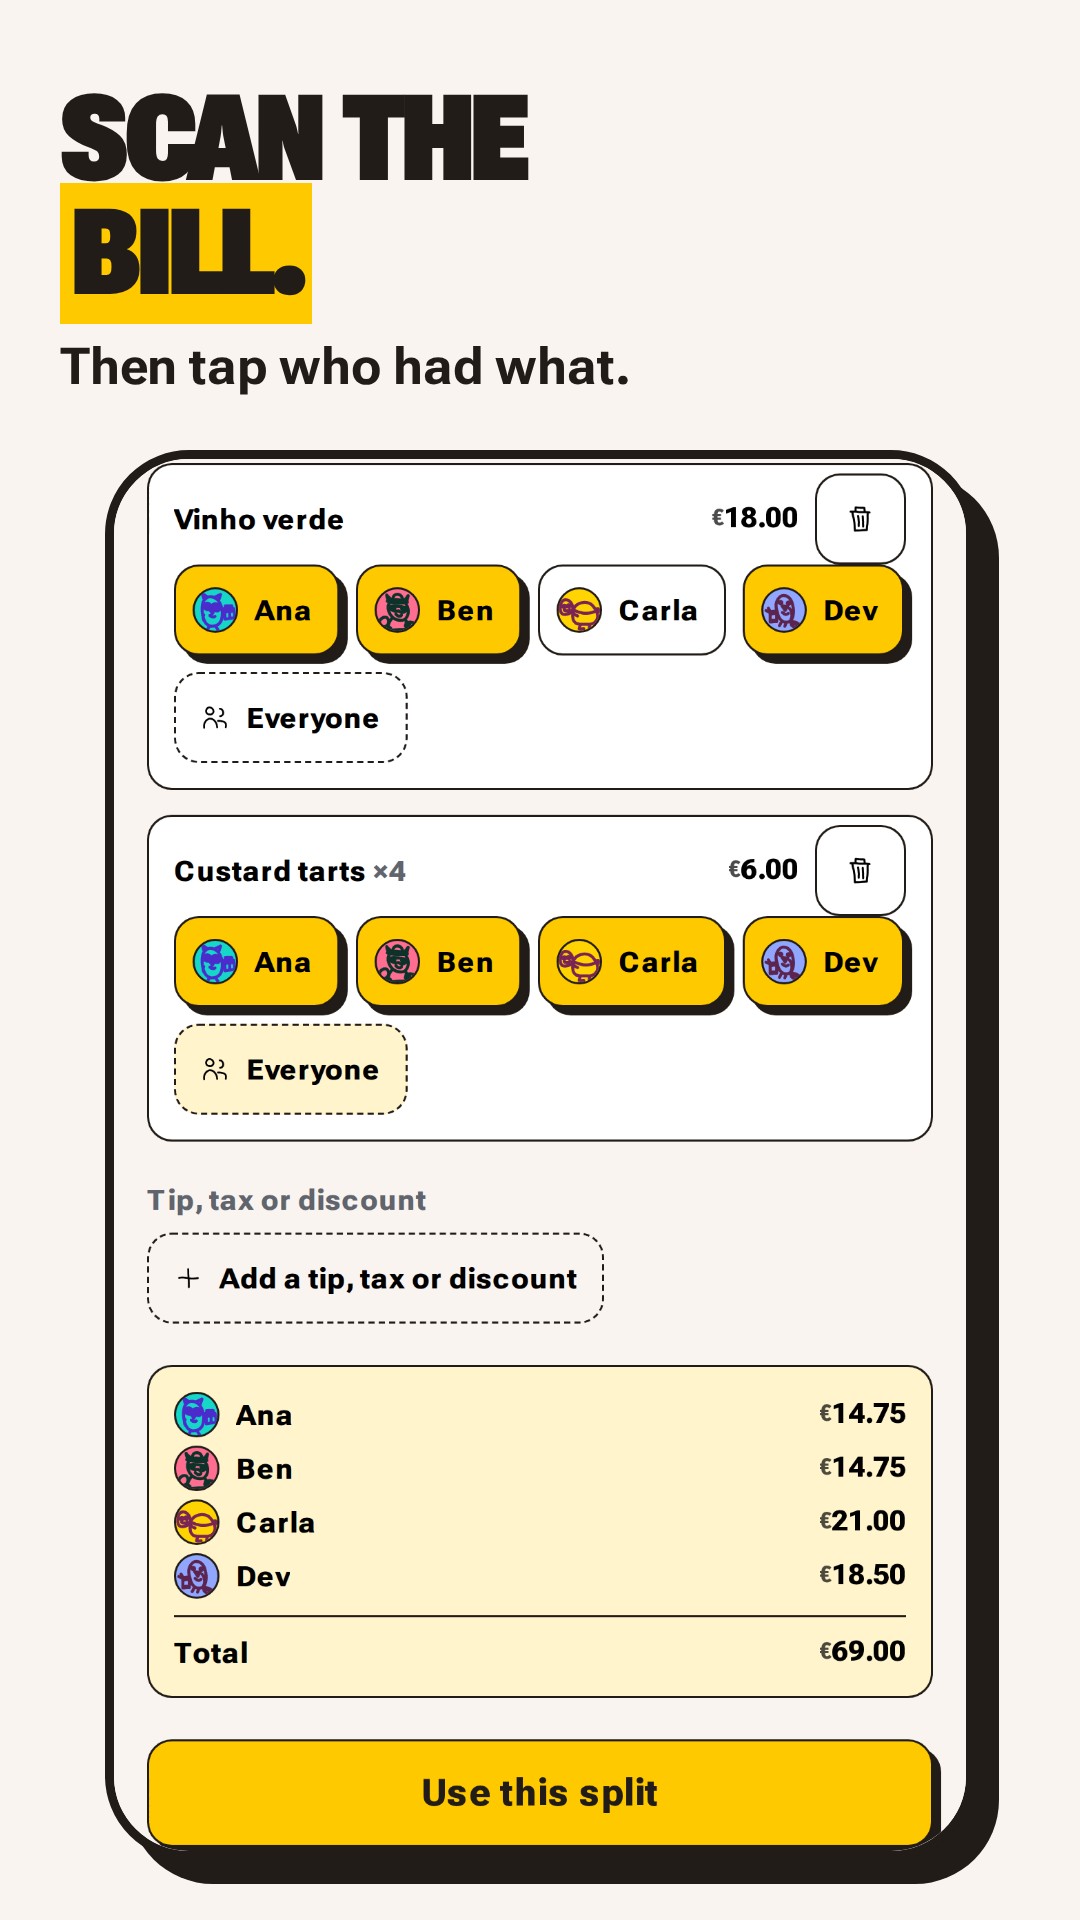 SCAN THE
BILL.
Then tap who had what.
Vinho verde €18.00
Ana Ben Carla Dev
Everyone
Custard tarts ×4 €6.00
Ana Ben Carla Dev
Everyone
Tip, tax or discount
Add a tip, tax or discount
Ana €14.75
Ben €14.75
Carla €21.00
Dev €18.50
Total €69.00
Use this split